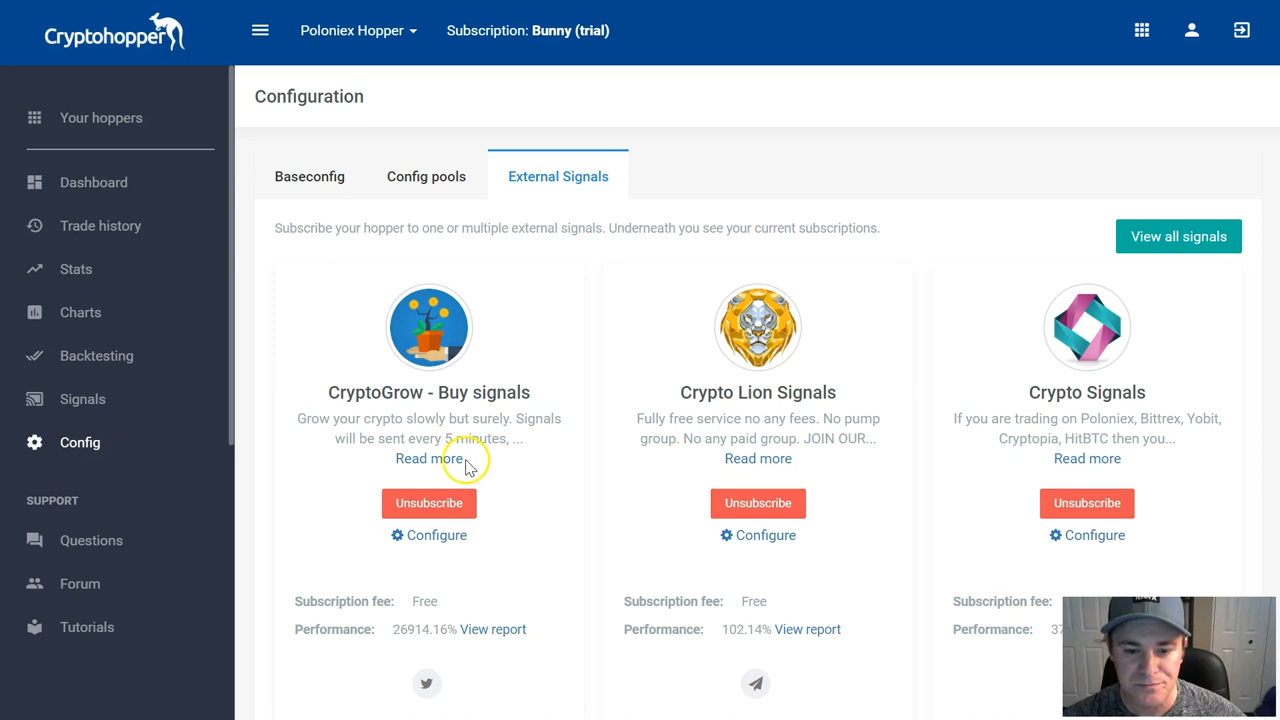 Cryptohopper
Poloniex Hopper
Subscription: Bunny (trial)
Your hoppers
Dashboard
Trade history
Stats
Charts
Backtesting
Signals
Config
SUPPORT
Questions
Forum
Tutorials
Configuration
Baseconfig
Config pools
External Signals
Subscribe your hopper to one or multiple external signals. Underneath you see your current subscriptions.
View all signals
CryptoGrow - Buy signals
Grow your crypto slowly but surely. Signals
will be sent every 5 minutes, ...
Read more
Unsubscribe
Configure
Subscription fee: Free
Performance: 26914.16% View report
Crypto Lion Signals
Fully free service no any fees. No pump
group. No any paid group. JOIN OUR...
Read more
Unsubscribe
Configure
Subscription fee: Free
Performance: 102.14% View report
Crypto Signals
If you are trading on Poloniex, Bittrex, Yobit,
Cryptopia, HitBTC then you...
Read more
Unsubscribe
Configure
Subscription fee:
Performance: